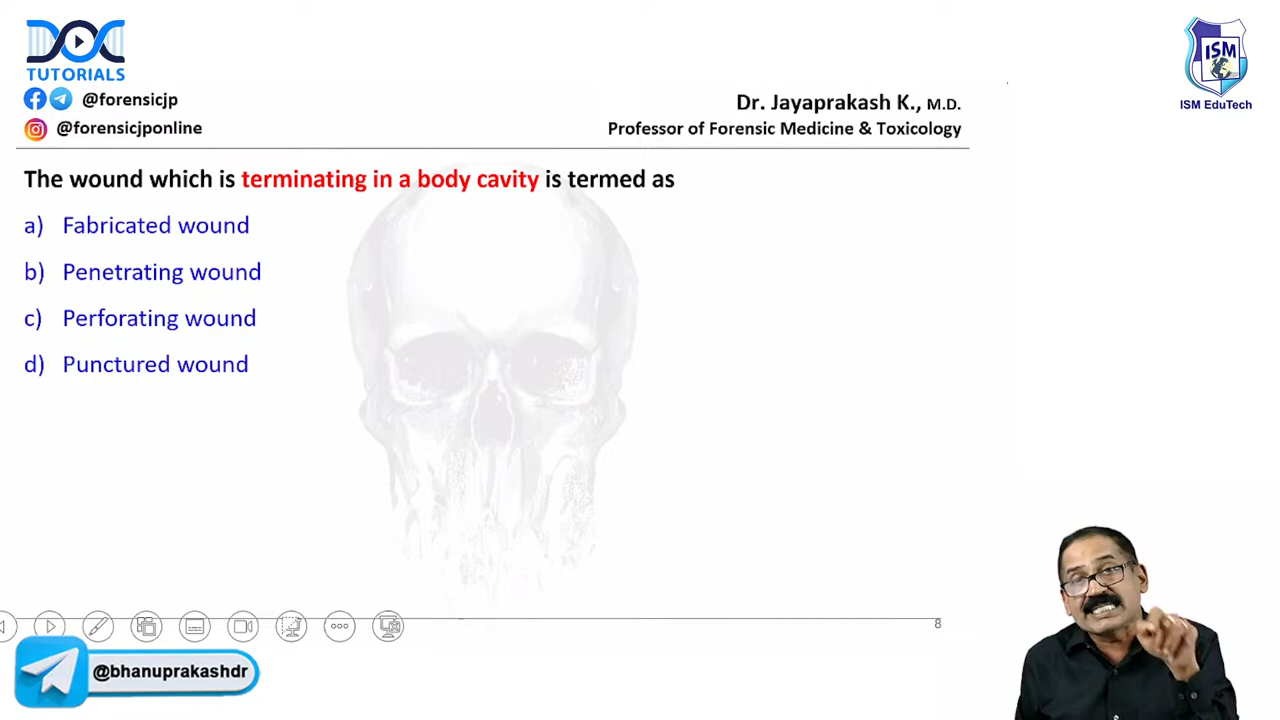 TUTORIALS
@forensicjp
@forensicjponline
Dr. Jayaprakash K., M.D.
Professor of Forensic Medicine & Toxicology
ISM
ISM EduTech
The wound which is terminating in a body cavity is termed as
a) Fabricated wound
b) Penetrating wound
c) Perforating wound
d) Punctured wound
8
@bhanuprakashdr